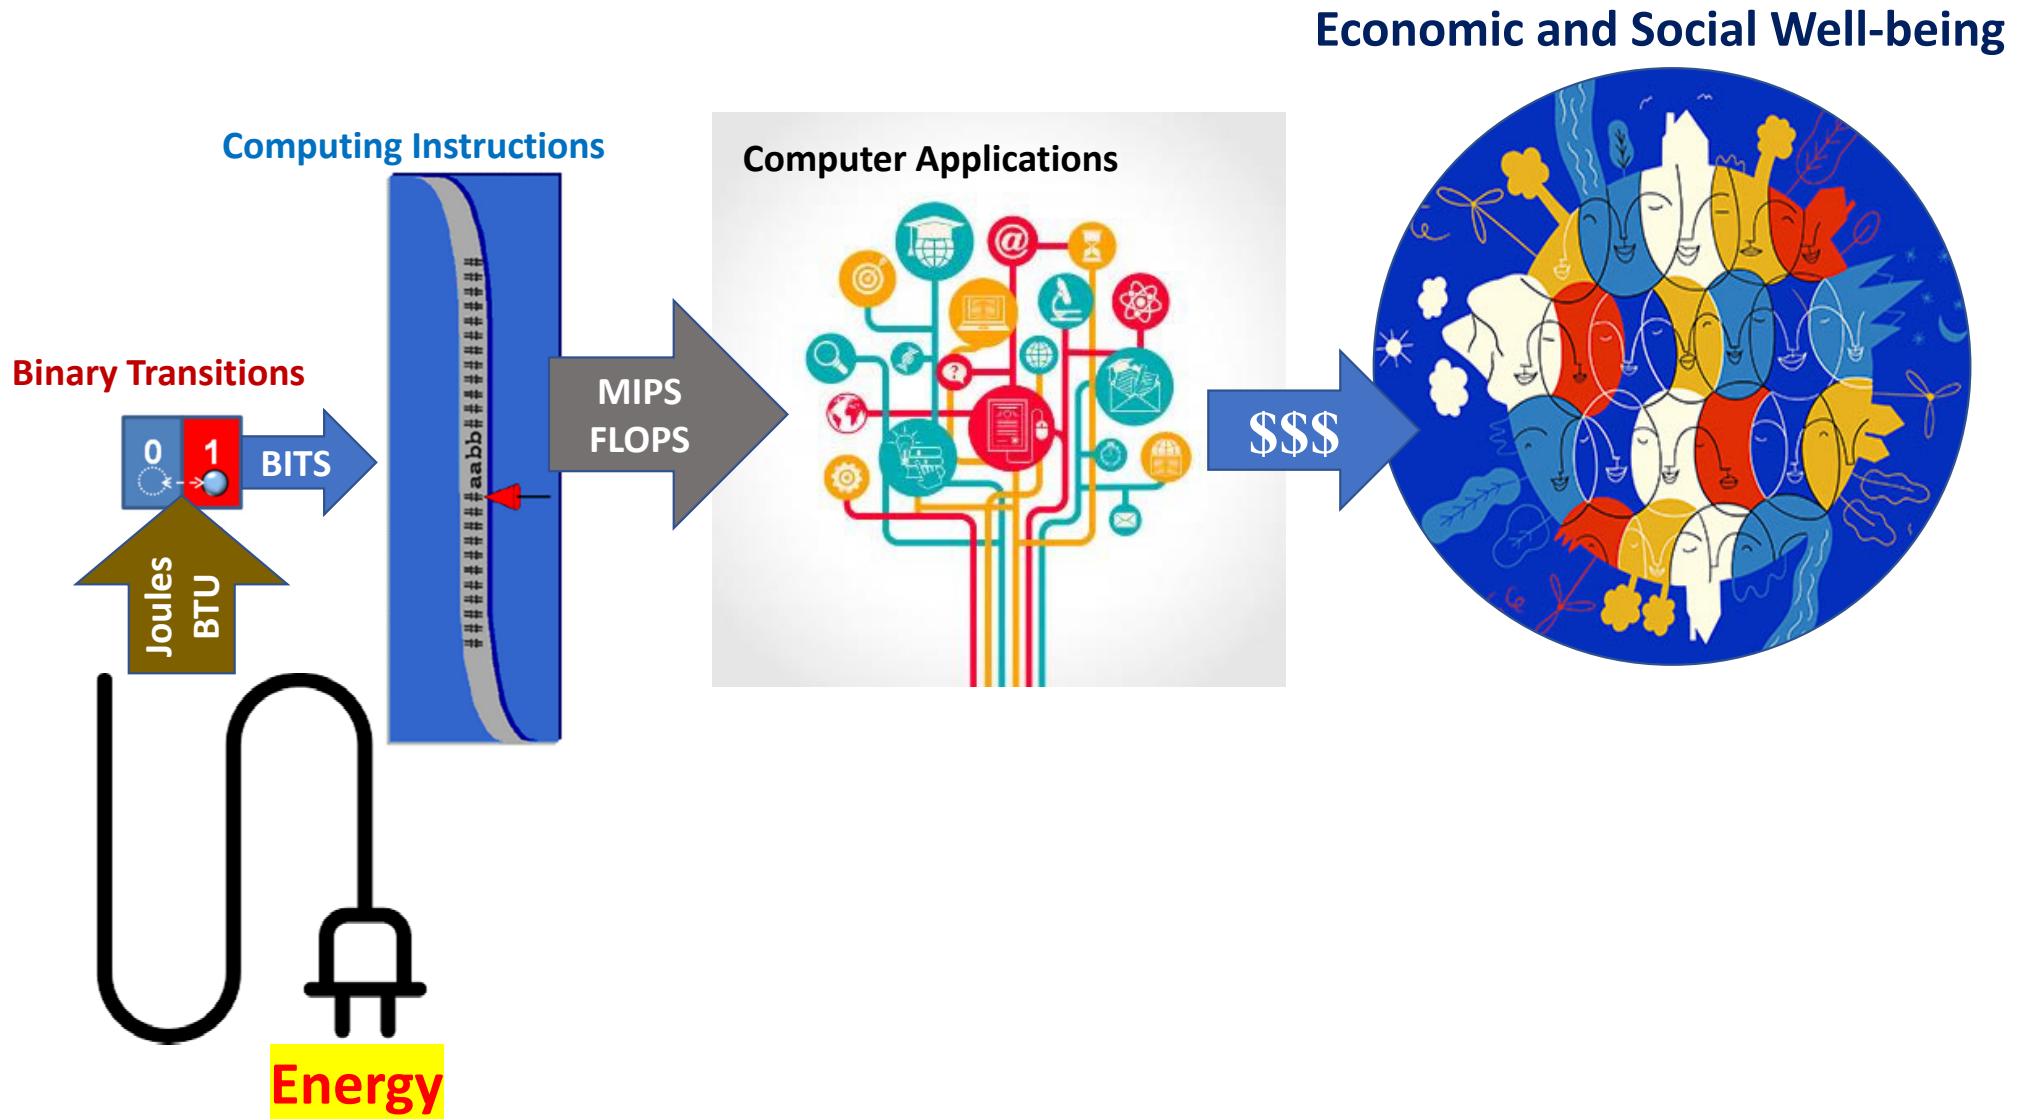 Economic and Social Well-being
Computing Instructions
Computer Applications
Binary Transitions
0 1
BITS
##############aabb###########
MIPS
FLOPS
@
?
$$$
Joules
BTU
Energy